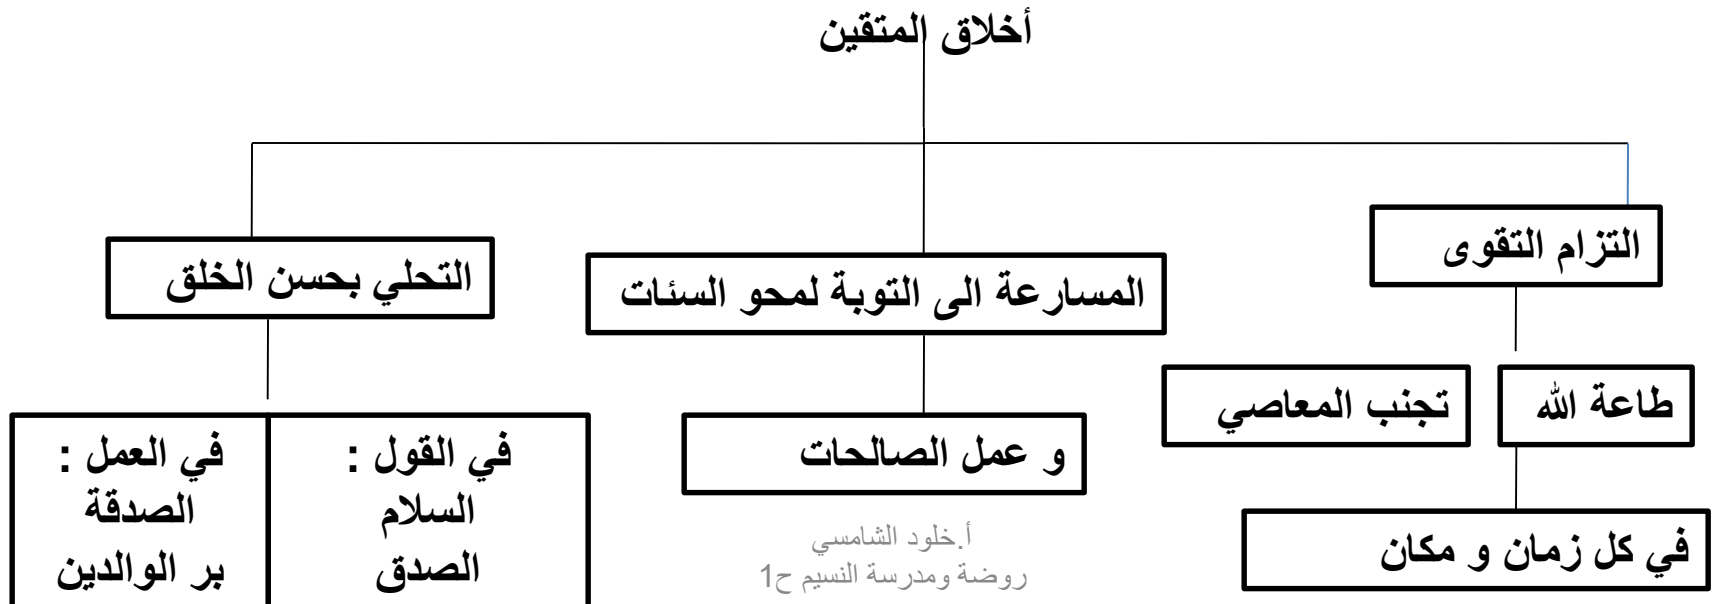 أخلاق المتقين
التزام التقوى
المسارعة الى التوبة لمحو السئات
التحلي بحسن الخلق
طاعة الله
تجنب المعاصي
في كل زمان و مكان
و عمل الصالحات
في القول :
السلام
الصدق
في العمل :
الصدقة
بر الوالدين
أ.خلود الشامسي
روضة ومدرسة النسيم ح1